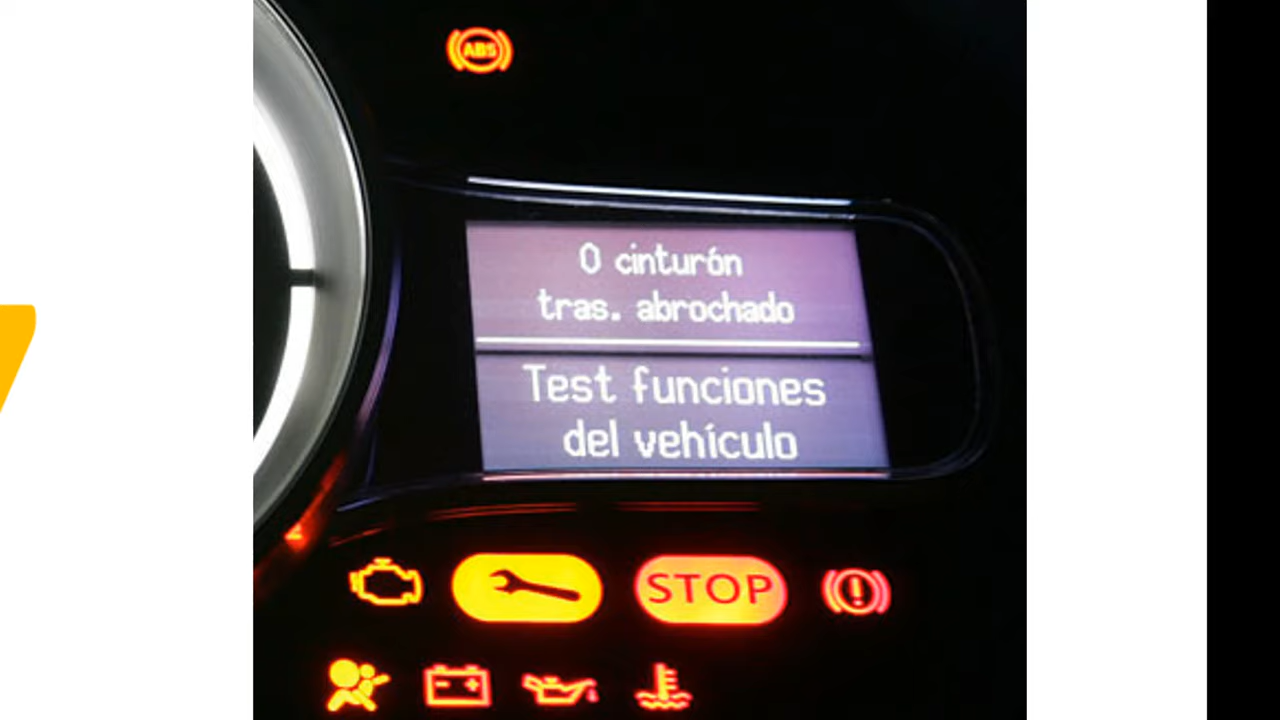 ABS
0 cinturón
tras. abrochado
Test funciones
del vehículo
STOP